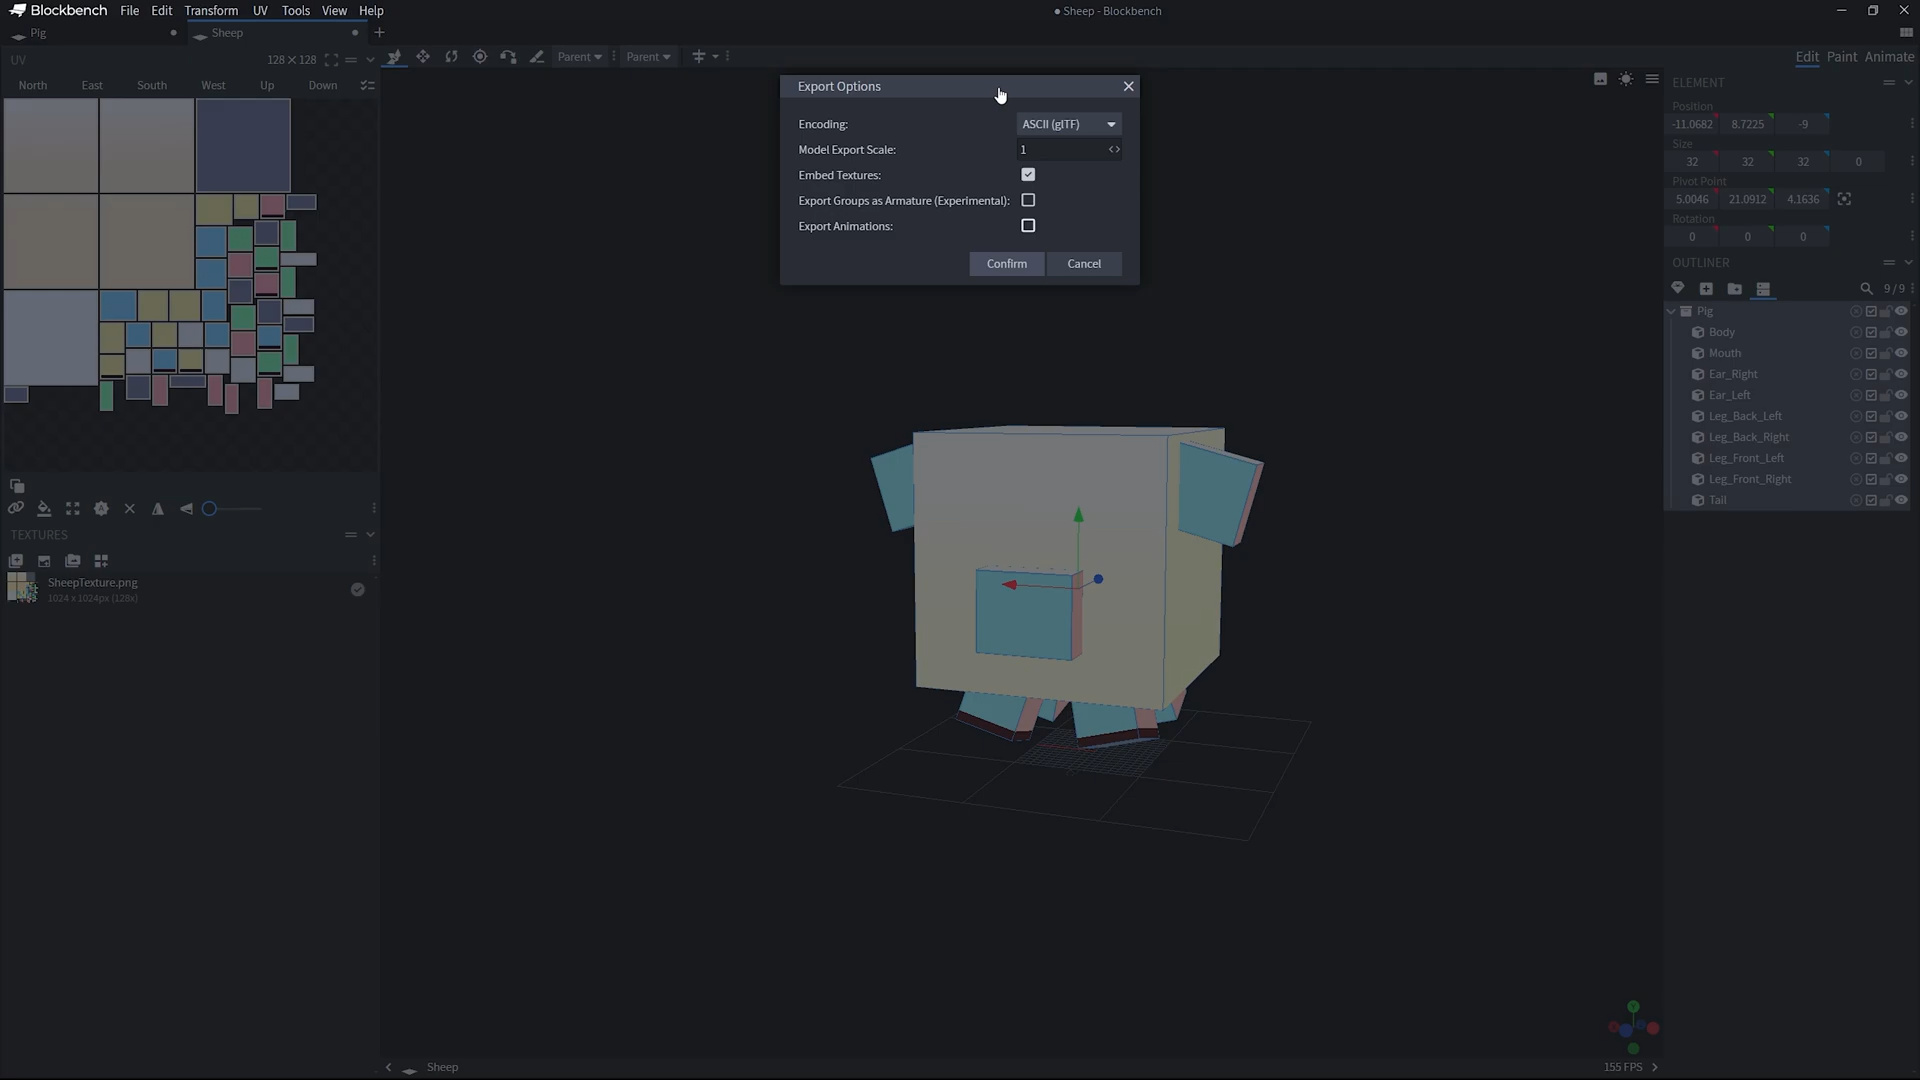 Blockbench File Edit Transform UV Tools View Help
● Sheep - Blockbench
Pig
Sheep
UV 128 × 128
North East South West Up Down
Parent Parent
Edit Paint Animate
Export Options
Encoding: ASCII (glTF)
Model Export Scale: 1
Embed Textures:
Export Groups as Armature (Experimental):
Export Animations:
Confirm Cancel
ELEMENT
Position
-11.0682 8.7225 -9
Size
32 32 32 0
Pivot Point
5.0046 21.0912 4.1636
Rotation
0 0 0
OUTLINER
9/9
Pig
Body
Mouth
Ear_Right
Ear_Left
Leg_Back_Left
Leg_Back_Right
Leg_Front_Left
Leg_Front_Right
Tail
TEXTURES
SheepTexture.png
1024 x 1024px (128x)
Y
Sheep
155 FPS